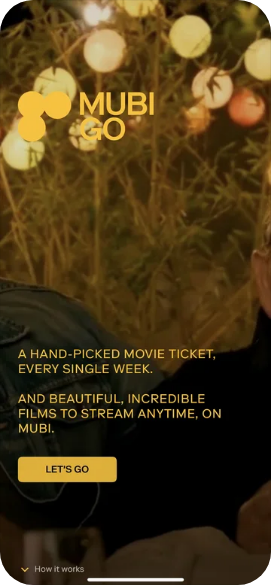 MUBI
GO
A HAND-PICKED MOVIE TICKET,
EVERY SINGLE WEEK.
AND BEAUTIFUL, INCREDIBLE
FILMS TO STREAM ANYTIME, ON
MUBI.
LET'S GO
How it works